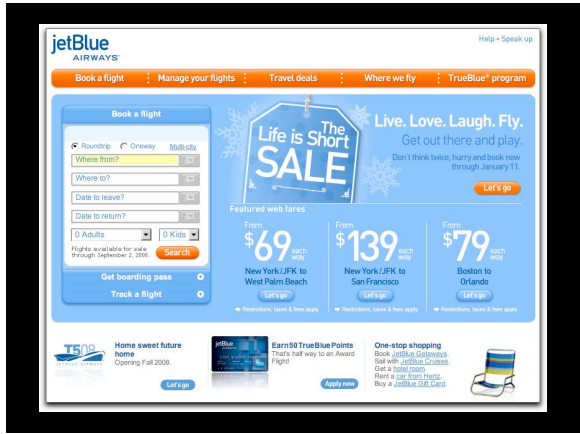 jetBlue
AIRWAYS®
Help • Speak up
Book a flight
Manage your flights
Travel deals
Where we fly
TrueBlue® program
Book a flight
Roundtrip
Oneway
Multi-city
Where from?
Where to?
Date to leave?
Date to return?
0 Adults
0 Kids
Flights available for sale
through September 2, 2008.
Search
Get boarding pass
Track a flight
The
Life is Short
SALE
Live. Love. Laugh. Fly.
Get out there and play.
Don't think twice, hurry and book now
through January 11.
Let's go
Featured web fares
From
$69 each way
New York/JFK to
West Palm Beach
Let's go
Restrictions, taxes & fees apply
From
$139 each way
New York/JFK to
San Francisco
Let's go
Restrictions, taxes & fees apply
From
$79 each way
Boston to
Orlando
Let's go
Restrictions, taxes & fees apply
T508
Home sweet future
home
Opening Fall 2008.
Let's go
jetBlue
Earn 50 TrueBlue Points
That's half way to an Award
Flight!
Apply now
One-stop shopping
Book JetBlue Getaways.
Sail with JetBlue Cruises.
Get a hotel room.
Rent a car from Hertz.
Buy a JetBlue Gift Card.